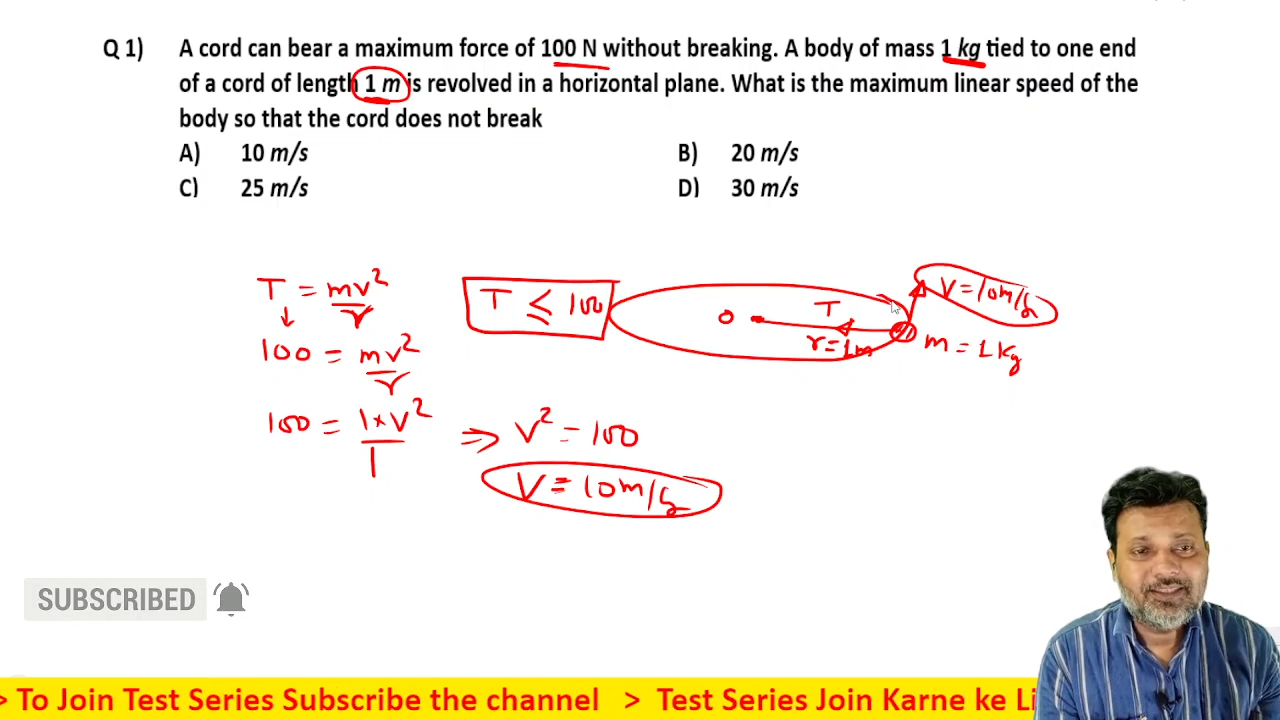 Q 1) A cord can bear a maximum force of 100 N without breaking. A body of mass 1 kg tied to one end
of a cord of length 1 m is revolved in a horizontal plane. What is the maximum linear speed of the
body so that the cord does not break
A) 10 m/s B) 20 m/s
C) 25 m/s D) 30 m/s
T = mv²/r
T ≤ 100
O
T
r = 1m
V = 10m/s
m = 1 kg
100 = mv²/r
100 = 1×v²/1 ⇒ v² = 100
V = 10m/s
SUBSCRIBED
> To Join Test Series Subscribe the channel > Test Series Join Karne ke Li